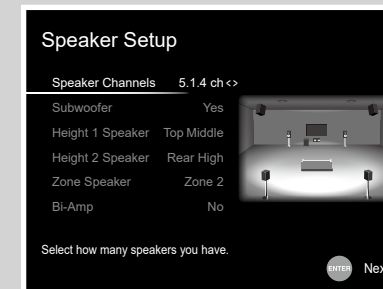 Speaker Setup
Speaker Channels 5.1.4 ch <>
Subwoofer Yes
Height 1 Speaker Top Middle
Height 2 Speaker Rear High
Zone Speaker Zone 2
Bi-Amp No
Select how many speakers you have.
ENTER